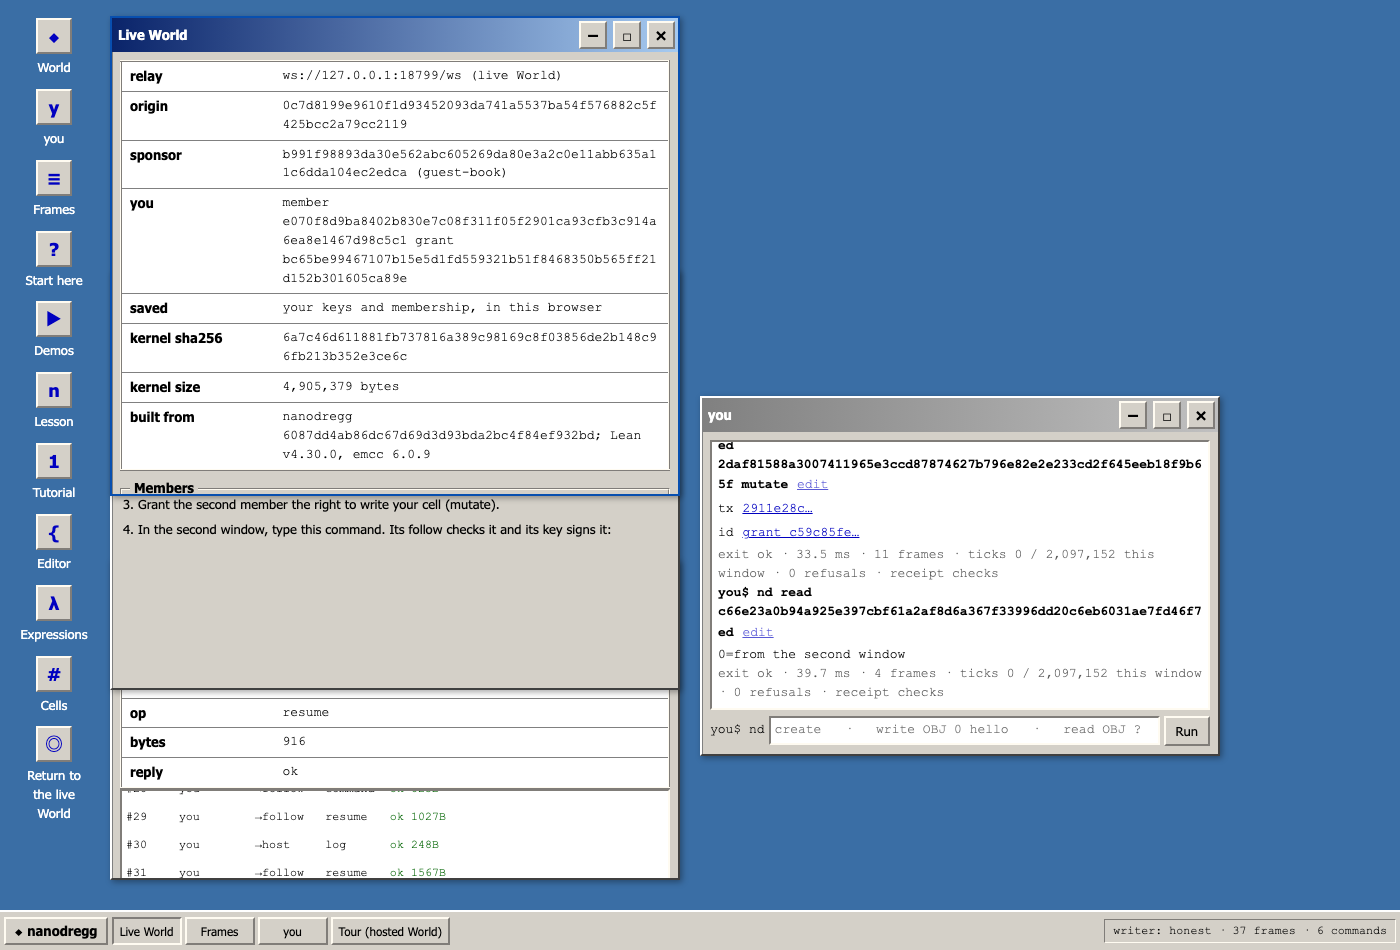 ◆
World
y
you
≡
Frames
?
Start here
▶
Demos
n
Lesson
1
Tutorial
{
Editor
λ
Expressions
#
Cells
◎
Return to
the live
World
Live World
relay ws://127.0.0.1:18799/ws (live World)
origin 0c7d8199e9610f1d93452093da741a5537ba54f576882c5f
425bcc2a79cc2119
sponsor b991f98893da30e562abc605269da80e3a2c0e11abb635a1
1c6dda104ec2edca (guest-book)
you member
e070f8d9ba8402b830e7c08f311f05f2901ca93cfb3c914a
6ea8e1467d98c5c1 grant
bc65be99467107b15e5d1fd559321b51f8468350b565ff21
d152b301605ca89e
saved your keys and membership, in this browser
kernel sha256 6a7c46d611881fb737816a389c98169c8f03856de2b148c9
6fb213b352e3ce6c
kernel size 4,905,379 bytes
built from nanodregg
6087dd4ab86dc67d69d3d93bda2bc4f84ef932bd; Lean
v4.30.0, emcc 6.0.9
Members
3. Grant the second member the right to write your cell (mutate).
4. In the second window, type this command. Its follow checks it and its key signs it:
op resume
bytes 916
reply ok
#29 you →follow resume ok 1027B
#30 you →host log ok 248B
#31 you →follow resume ok 1567B
you
ed
2daf81588a3007411965e3ccd87874627b796e82e2e233cd2f645eeb18f9b6
5f mutate edit
tx 2911e28c…
id grant c59c85fe…
exit ok · 33.5 ms · 11 frames · ticks 0 / 2,097,152 this
window · 0 refusals · receipt checks
you$ nd read
c66e23a0b94a925e397cbf61a2af8d6a367f33996dd20c6eb6031ae7fd46f7
ed edit
0=from the second window
exit ok · 39.7 ms · 4 frames · ticks 0 / 2,097,152 this window
· 0 refusals · receipt checks
you$ nd create · write OBJ 0 hello · read OBJ ? Run
◆ nanodregg Live World Frames you Tour (hosted World) writer: honest · 37 frames · 6 commands